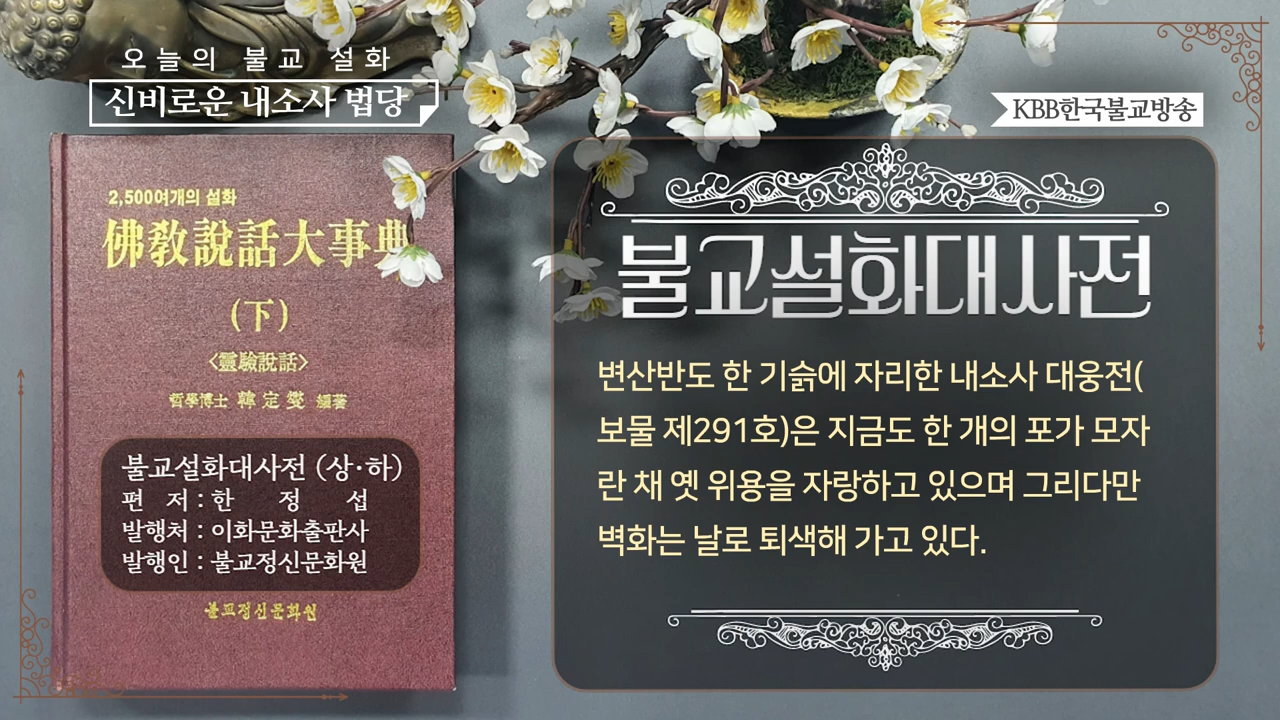 오늘의 불교 설화
신비로운 내소사 법당
KBB한국불교방송
2,500여개의 설화
佛敎說話大事典
(下)
<靈驗說話>
哲學博士 韓定燮 編著
불교설화대사전 (상·하)
편 저 : 한 정 섭
발행처 : 이화문화출판사
발행인 : 불교정신문화원
불교정신문화원
불교설화대사전
변산반도 한 기슭에 자리한 내소사 대웅전(
보물 제291호)은 지금도 한 개의 포가 모자
란 채 옛 위용을 자랑하고 있으며 그리다만
벽화는 날로 퇴색해 가고 있다.